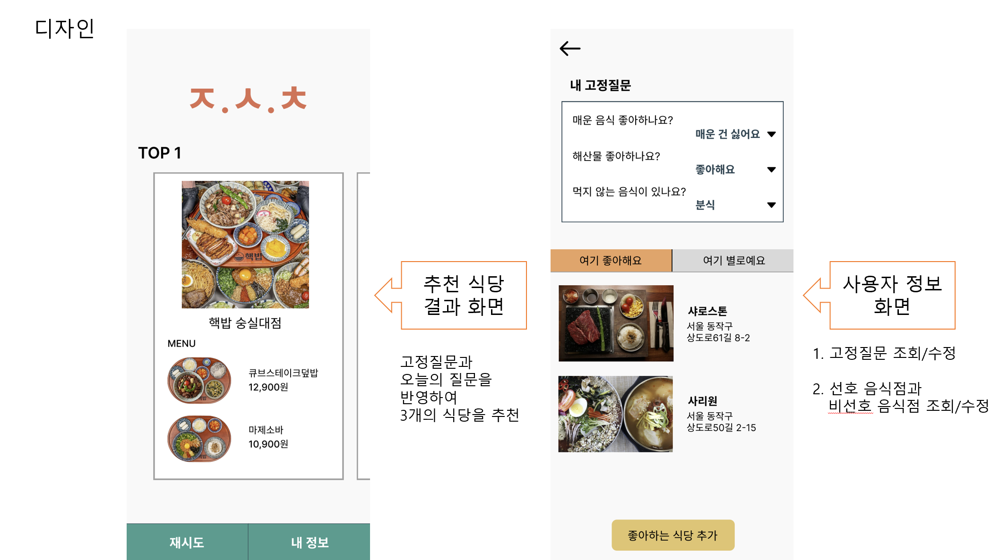 디자인
ㅈ.ㅅ.ㅊ
TOP 1
핵밥
핵밥 숭실대점
MENU
큐브스테이크덮밥
12,900원
핵밥
마제소바
10,900원
핵밥
재시도
내 정보
추천 식당
결과 화면
고정질문과
오늘의 질문을
반영하여
3개의 식당을 추천
내 고정질문
매운 음식 좋아하나요?
매운 건 싫어요
해산물 좋아하나요?
좋아해요
먹지 않는 음식이 있나요?
분식
여기 좋아해요
여기 별로예요
샤로스톤
서울 동작구
상도로61길 8-2
사리원
서울 동작구
상도로50길 2-15
좋아하는 식당 추가
사용자 정보
화면
1. 고정질문 조회/수정
2. 선호 음식점과
비선호 음식점 조회/수정